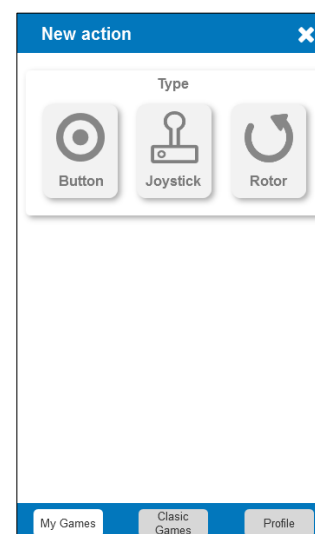 New action
Type
Button Joystick Rotor
My Games Clasic Games Profile